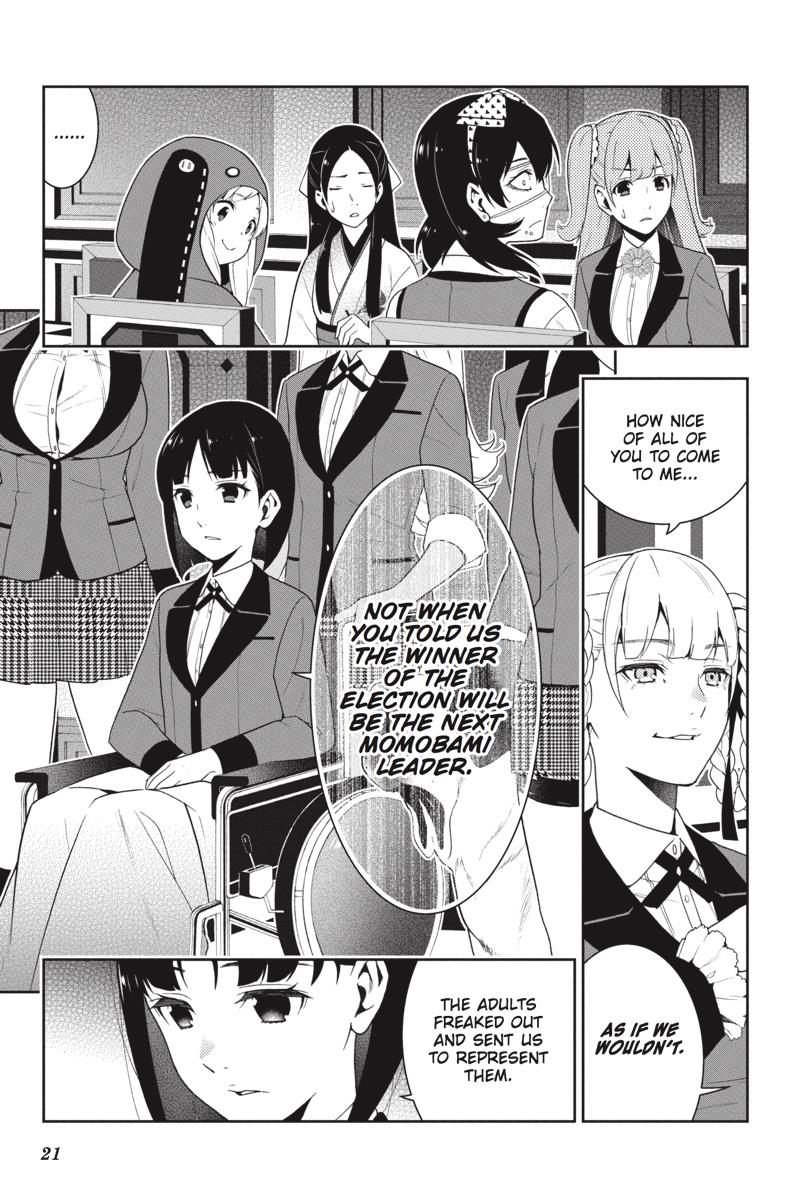 ......
HOW NICE
OF ALL OF
YOU TO COME
TO ME...
AS IF WE
WOULDN'T.
NOT WHEN
YOU TOLD US
THE WINNER
OF THE
ELECTION WILL
BE THE NEXT
MOMOBAMI
LEADER.
THE ADULTS
FREAKED OUT
AND SENT US
TO REPRESENT
THEM.
21